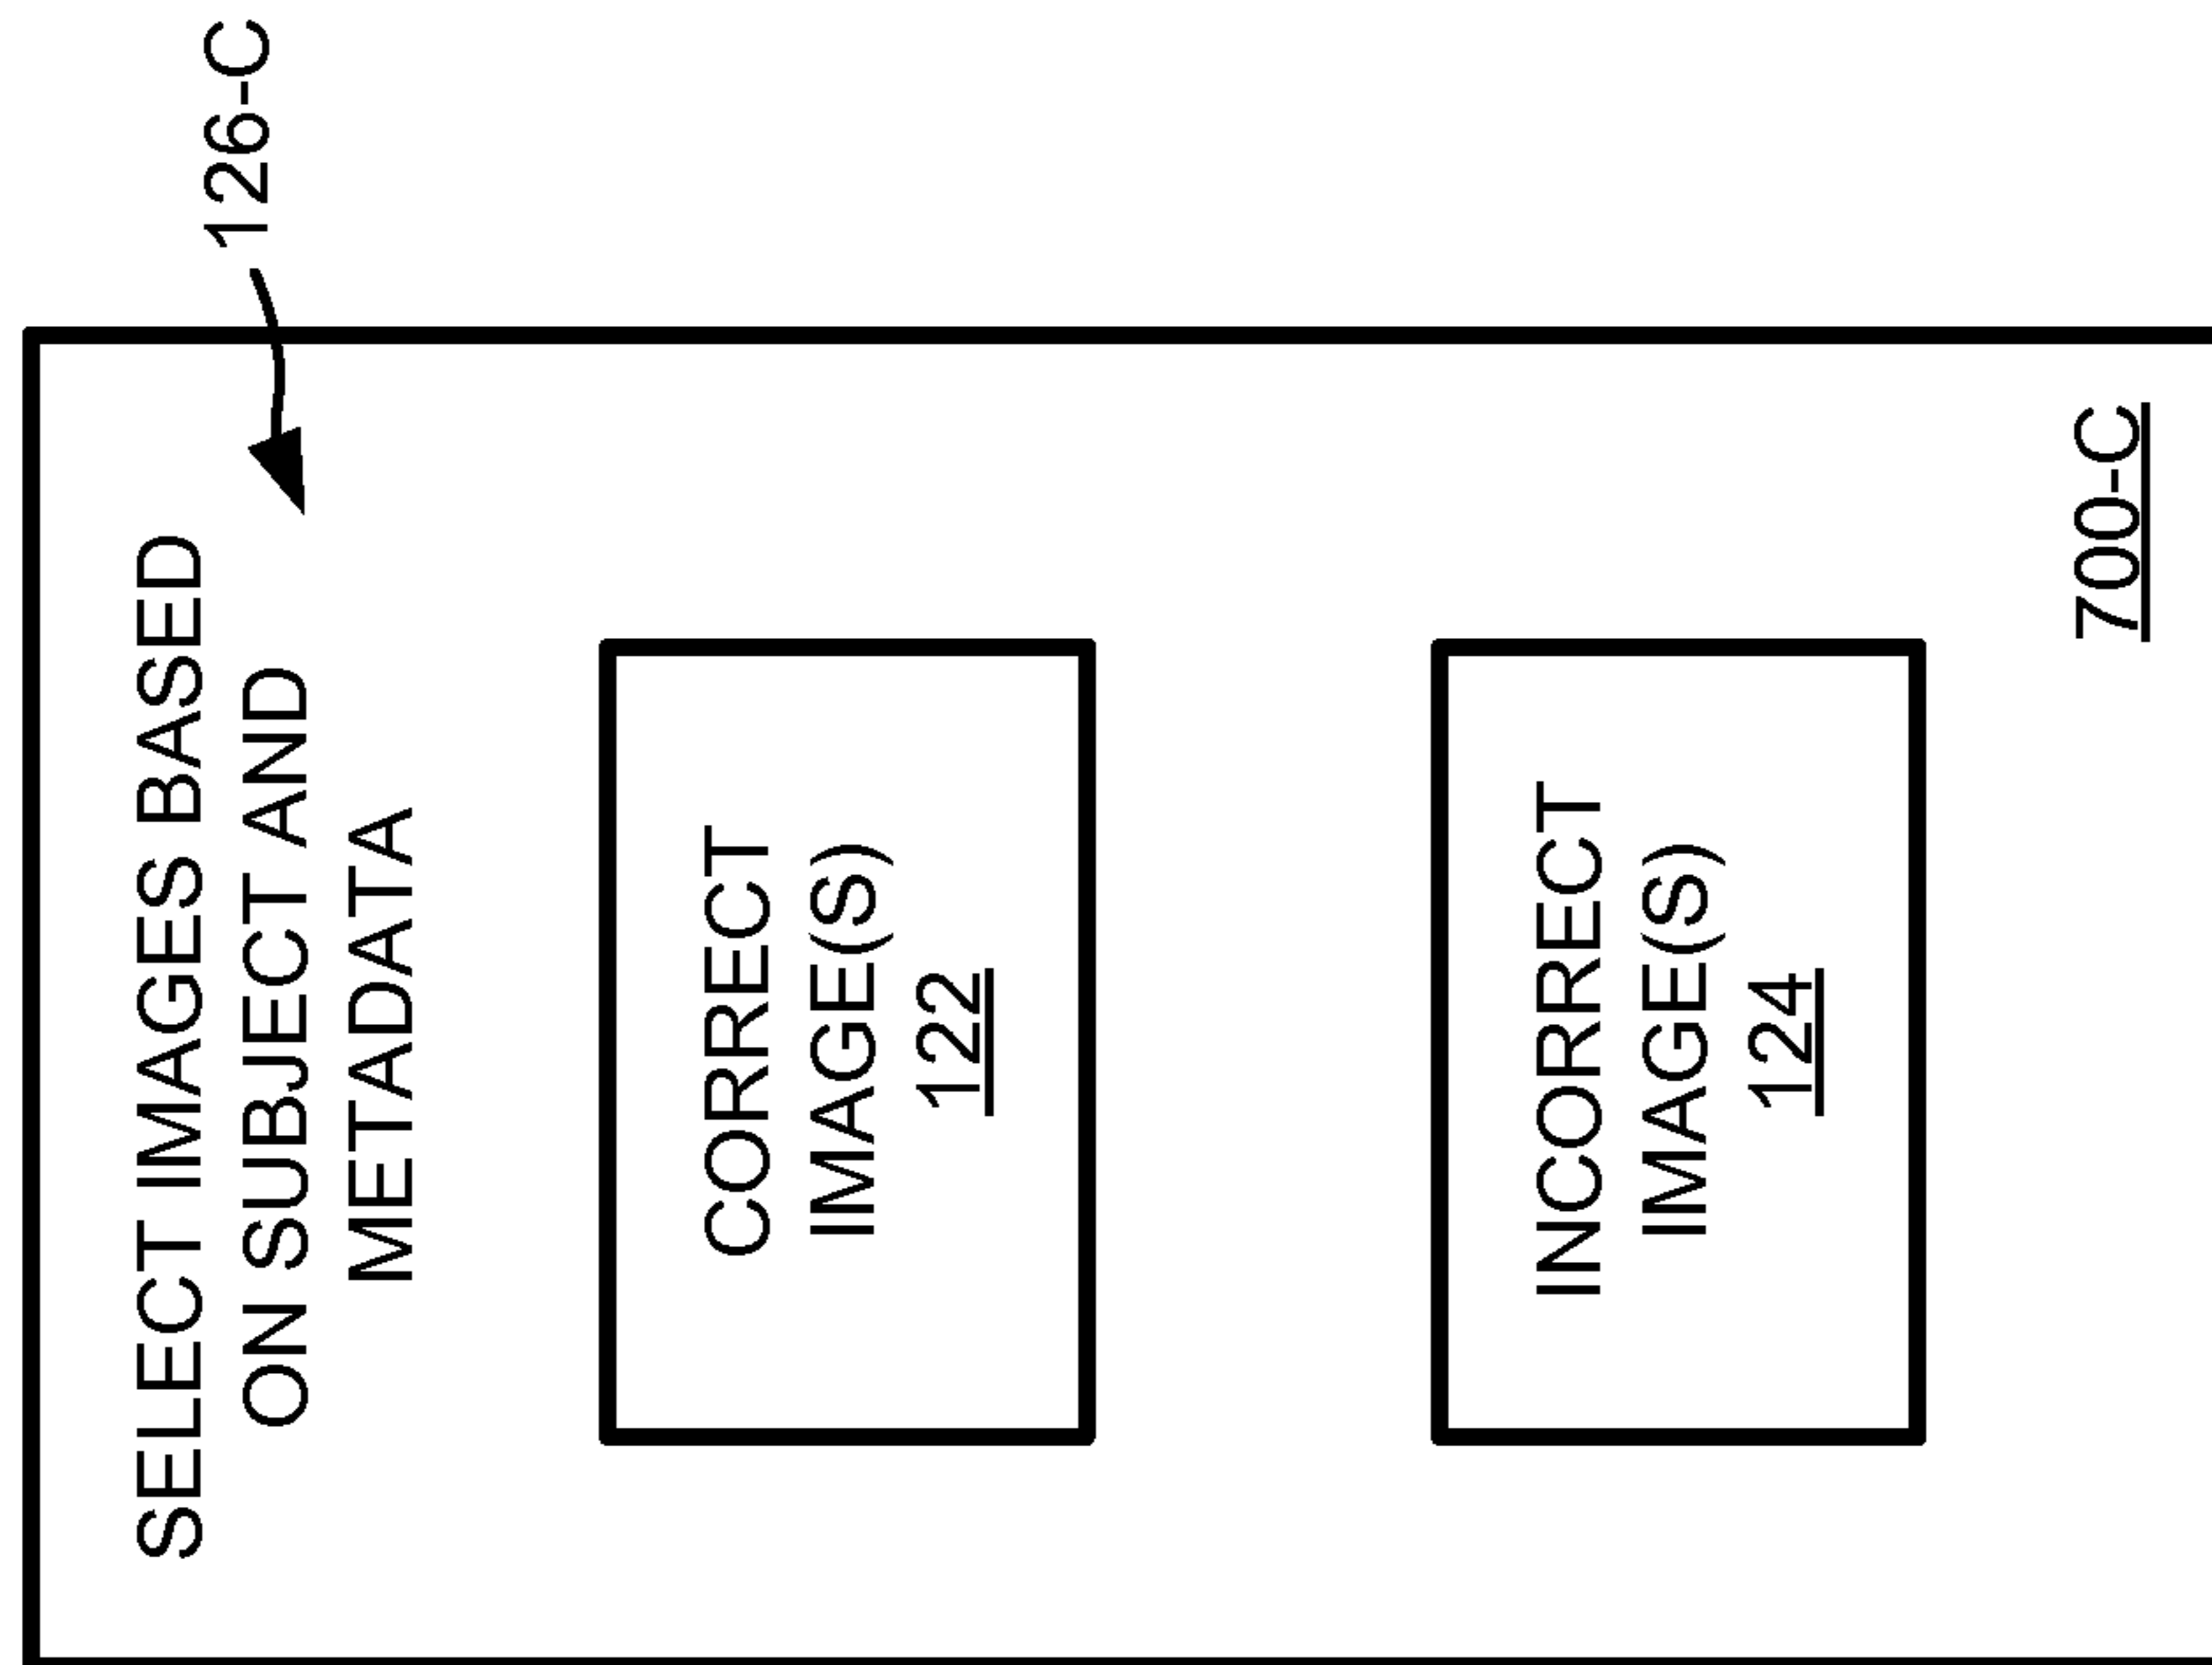 126-C
SELECT IMAGES BASED
ON SUBJECT AND
METADATA
CORRECT
IMAGE(S)
122
INCORRECT
IMAGE(S)
124
700-C